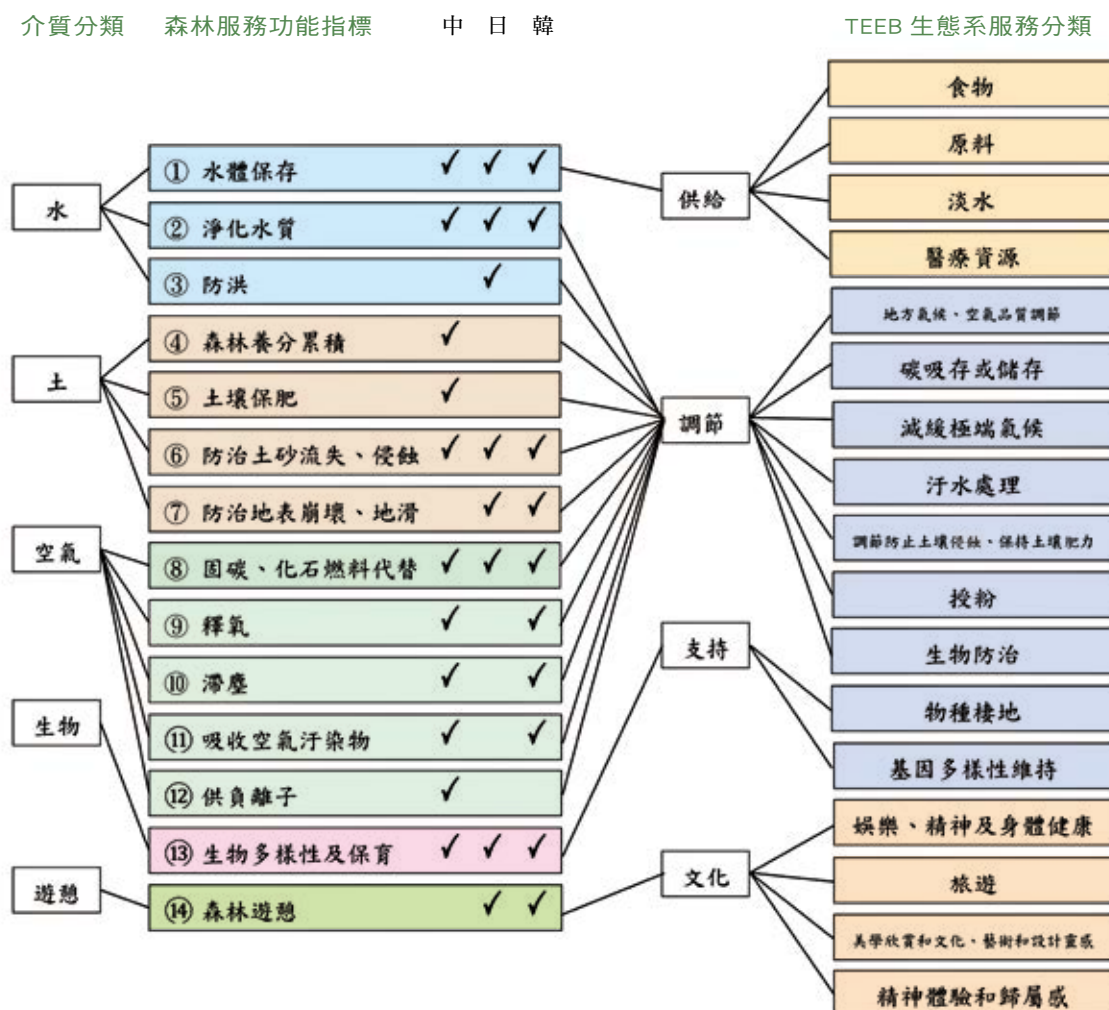 介質分類 森林服務功能指標 中 日 韓 TEEB 生態系服務分類
水
土
空氣
生物
遊憩
① 水體保存 ✓ ✓ ✓
② 淨化水質 ✓ ✓ ✓
③ 防洪 ✓
④ 森林養分累積 ✓
⑤ 土壤保肥 ✓
⑥ 防治土砂流失、侵蝕 ✓ ✓ ✓
⑦ 防治地表崩壞、地滑 ✓ ✓
⑧ 固碳、化石燃料代替 ✓ ✓ ✓
⑨ 釋氧 ✓ ✓
⑩ 滯塵 ✓ ✓
⑪ 吸收空氣汙染物 ✓ ✓
⑫ 供負離子 ✓
⑬ 生物多樣性及保育 ✓ ✓ ✓
⑭ 森林遊憩 ✓ ✓
供給
調節
支持
文化
食物
原料
淡水
醫療資源
地方氣候、空氣品質調節
碳吸存或儲存
減緩極端氣候
汙水處理
調節防止土壤侵蝕、保持土壤肥力
授粉
生物防治
物種棲地
基因多樣性維持
娛樂、精神及身體健康
旅遊
美學欣賞和文化、藝術和設計靈感
精神體驗和歸屬感